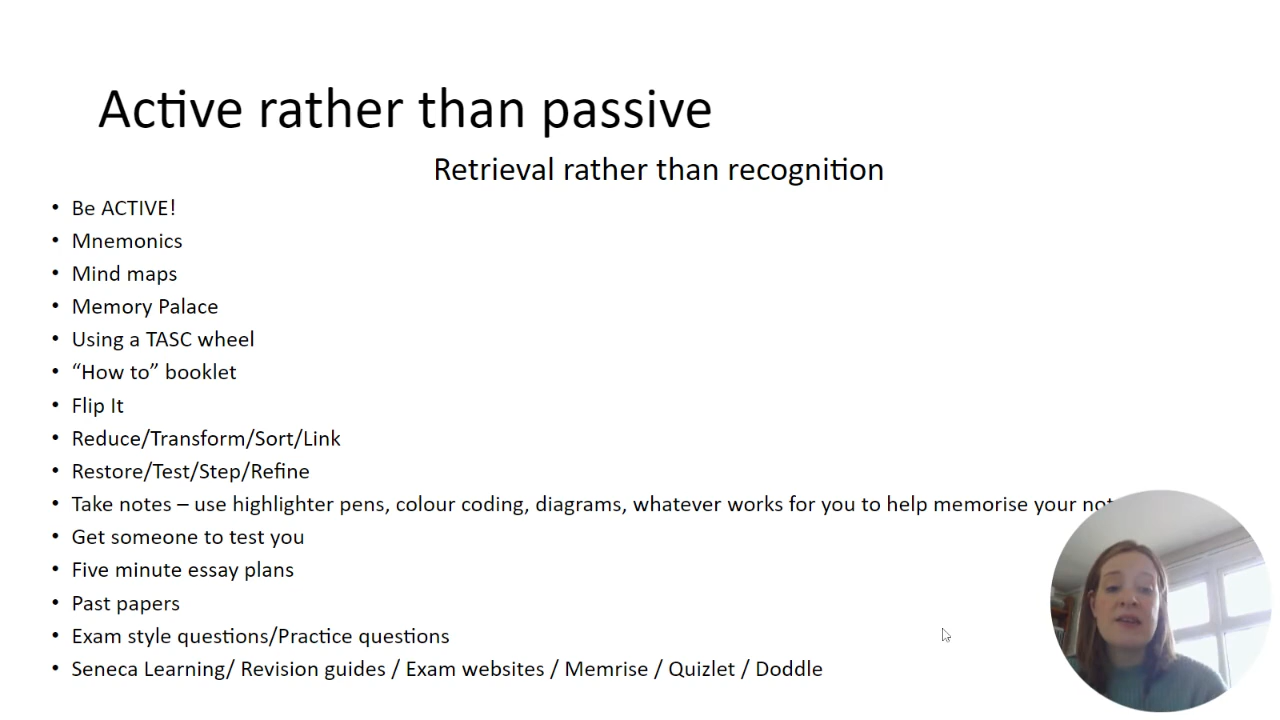 Active rather than passive
Retrieval rather than recognition
• Be ACTIVE!
• Mnemonics
• Mind maps
• Memory Palace
• Using a TASC wheel
• “How to” booklet
• Flip It
• Reduce/Transform/Sort/Link
• Restore/Test/Step/Refine
• Take notes – use highlighter pens, colour coding, diagrams, whatever works for you to help memorise your
• Get someone to test you
• Five minute essay plans
• Past papers
• Exam style questions/Practice questions
• Seneca Learning/ Revision guides / Exam websites / Memrise / Quizlet / Doddle